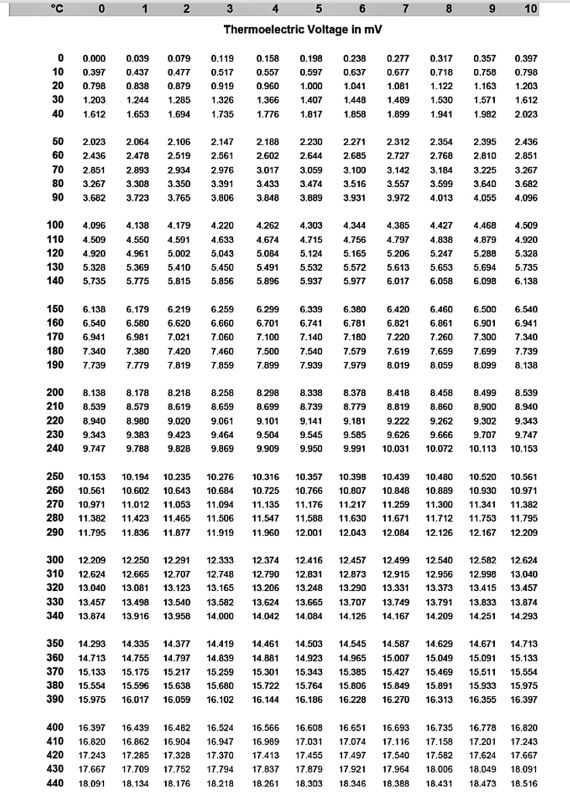 °C 0 1 2 3 4 5 6 7 8 9 10
Thermoelectric Voltage in mV
0 0.000 0.039 0.079 0.119 0.158 0.198 0.238 0.277 0.317 0.357 0.397
10 0.397 0.437 0.477 0.517 0.557 0.597 0.637 0.677 0.718 0.758 0.798
20 0.798 0.838 0.879 0.919 0.960 1.000 1.041 1.081 1.122 1.163 1.203
30 1.203 1.244 1.285 1.326 1.366 1.407 1.448 1.489 1.530 1.571 1.612
40 1.612 1.653 1.694 1.735 1.776 1.817 1.858 1.899 1.941 1.982 2.023
50 2.023 2.064 2.106 2.147 2.188 2.230 2.271 2.312 2.354 2.395 2.436
60 2.436 2.478 2.519 2.561 2.602 2.644 2.685 2.727 2.768 2.810 2.851
70 2.851 2.893 2.934 2.976 3.017 3.059 3.100 3.142 3.184 3.225 3.267
80 3.267 3.308 3.350 3.391 3.433 3.474 3.516 3.557 3.599 3.640 3.682
90 3.682 3.723 3.765 3.806 3.848 3.889 3.931 3.972 4.013 4.055 4.096
100 4.096 4.138 4.179 4.220 4.262 4.303 4.344 4.385 4.427 4.468 4.509
110 4.509 4.550 4.591 4.633 4.674 4.715 4.756 4.797 4.838 4.879 4.920
120 4.920 4.961 5.002 5.043 5.084 5.124 5.165 5.206 5.247 5.288 5.328
130 5.328 5.369 5.410 5.450 5.491 5.532 5.572 5.613 5.653 5.694 5.735
140 5.735 5.775 5.815 5.856 5.896 5.937 5.977 6.017 6.058 6.098 6.138
150 6.138 6.179 6.219 6.259 6.299 6.339 6.380 6.420 6.460 6.500 6.540
160 6.540 6.580 6.620 6.660 6.701 6.741 6.781 6.821 6.861 6.901 6.941
170 6.941 6.981 7.021 7.060 7.100 7.140 7.180 7.220 7.260 7.300 7.340
180 7.340 7.380 7.420 7.460 7.500 7.540 7.579 7.619 7.659 7.699 7.739
190 7.739 7.779 7.819 7.859 7.899 7.939 7.979 8.019 8.059 8.099 8.138
200 8.138 8.178 8.218 8.258 8.298 8.338 8.378 8.418 8.458 8.499 8.539
210 8.539 8.579 8.619 8.659 8.699 8.739 8.779 8.819 8.860 8.900 8.940
220 8.940 8.980 9.020 9.061 9.101 9.141 9.181 9.222 9.262 9.302 9.343
230 9.343 9.383 9.423 9.464 9.504 9.545 9.585 9.626 9.666 9.707 9.747
240 9.747 9.788 9.828 9.869 9.909 9.950 9.991 10.031 10.072 10.113 10.153
250 10.153 10.194 10.235 10.276 10.316 10.357 10.398 10.439 10.480 10.520 10.561
260 10.561 10.602 10.643 10.684 10.725 10.766 10.807 10.848 10.889 10.930 10.971
270 10.971 11.012 11.053 11.094 11.135 11.176 11.217 11.259 11.300 11.341 11.382
280 11.382 11.423 11.465 11.506 11.547 11.588 11.630 11.671 11.712 11.753 11.795
290 11.795 11.836 11.877 11.919 11.960 12.001 12.043 12.084 12.126 12.167 12.209
300 12.209 12.250 12.291 12.333 12.374 12.416 12.457 12.499 12.540 12.582 12.624
310 12.624 12.665 12.707 12.748 12.790 12.831 12.873 12.915 12.956 12.998 13.040
320 13.040 13.081 13.123 13.165 13.206 13.248 13.290 13.331 13.373 13.415 13.457
330 13.457 13.498 13.540 13.582 13.624 13.665 13.707 13.749 13.791 13.833 13.874
340 13.874 13.916 13.958 14.000 14.042 14.084 14.126 14.167 14.209 14.251 14.293
350 14.293 14.335 14.377 14.419 14.461 14.503 14.545 14.587 14.629 14.671 14.713
360 14.713 14.755 14.797 14.839 14.881 14.923 14.965 15.007 15.049 15.091 15.133
370 15.133 15.175 15.217 15.259 15.301 15.343 15.385 15.427 15.469 15.511 15.554
380 15.554 15.596 15.638 15.680 15.722 15.764 15.806 15.849 15.891 15.933 15.975
390 15.975 16.017 16.059 16.102 16.144 16.186 16.228 16.270 16.313 16.355 16.397
400 16.397 16.439 16.482 16.524 16.566 16.608 16.651 16.693 16.735 16.778 16.820
410 16.820 16.862 16.904 16.947 16.989 17.031 17.074 17.116 17.158 17.201 17.243
420 17.243 17.285 17.328 17.370 17.413 17.455 17.497 17.540 17.582 17.624 17.667
430 17.667 17.709 17.752 17.794 17.837 17.879 17.921 17.964 18.006 18.049 18.091
440 18.091 18.134 18.176 18.218 18.261 18.303 18.346 18.388 18.431 18.473 18.516